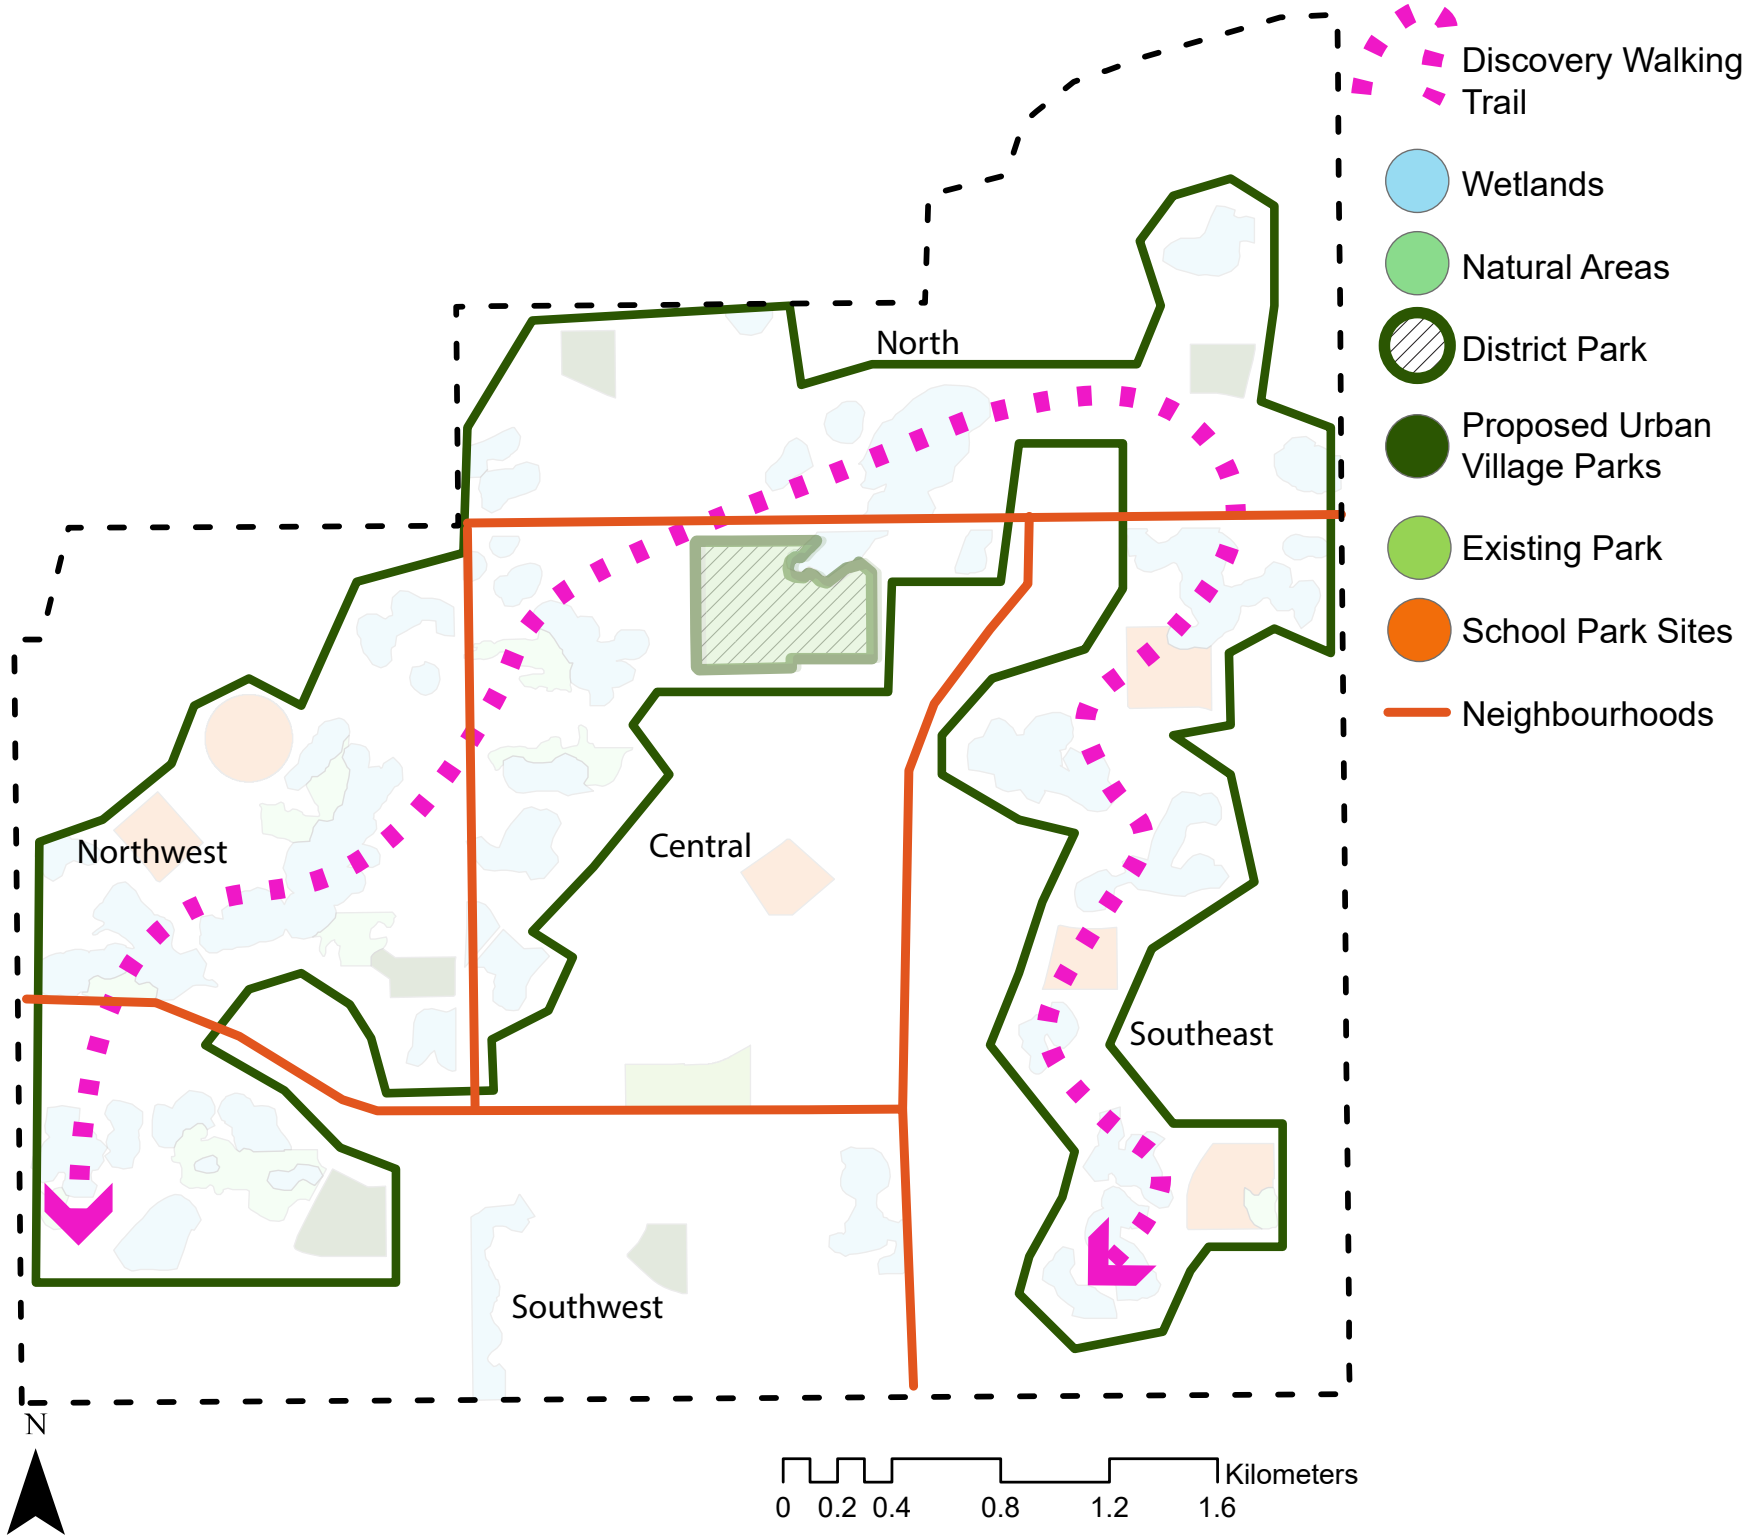 Discovery Walking
Trail
Wetlands
Natural Areas
District Park
Proposed Urban
Village Parks
Existing Park
School Park Sites
Neighbourhoods
North
Northwest
Central
Southeast
Southwest
N
Kilometers
0 0.2 0.4 0.8 1.2 1.6